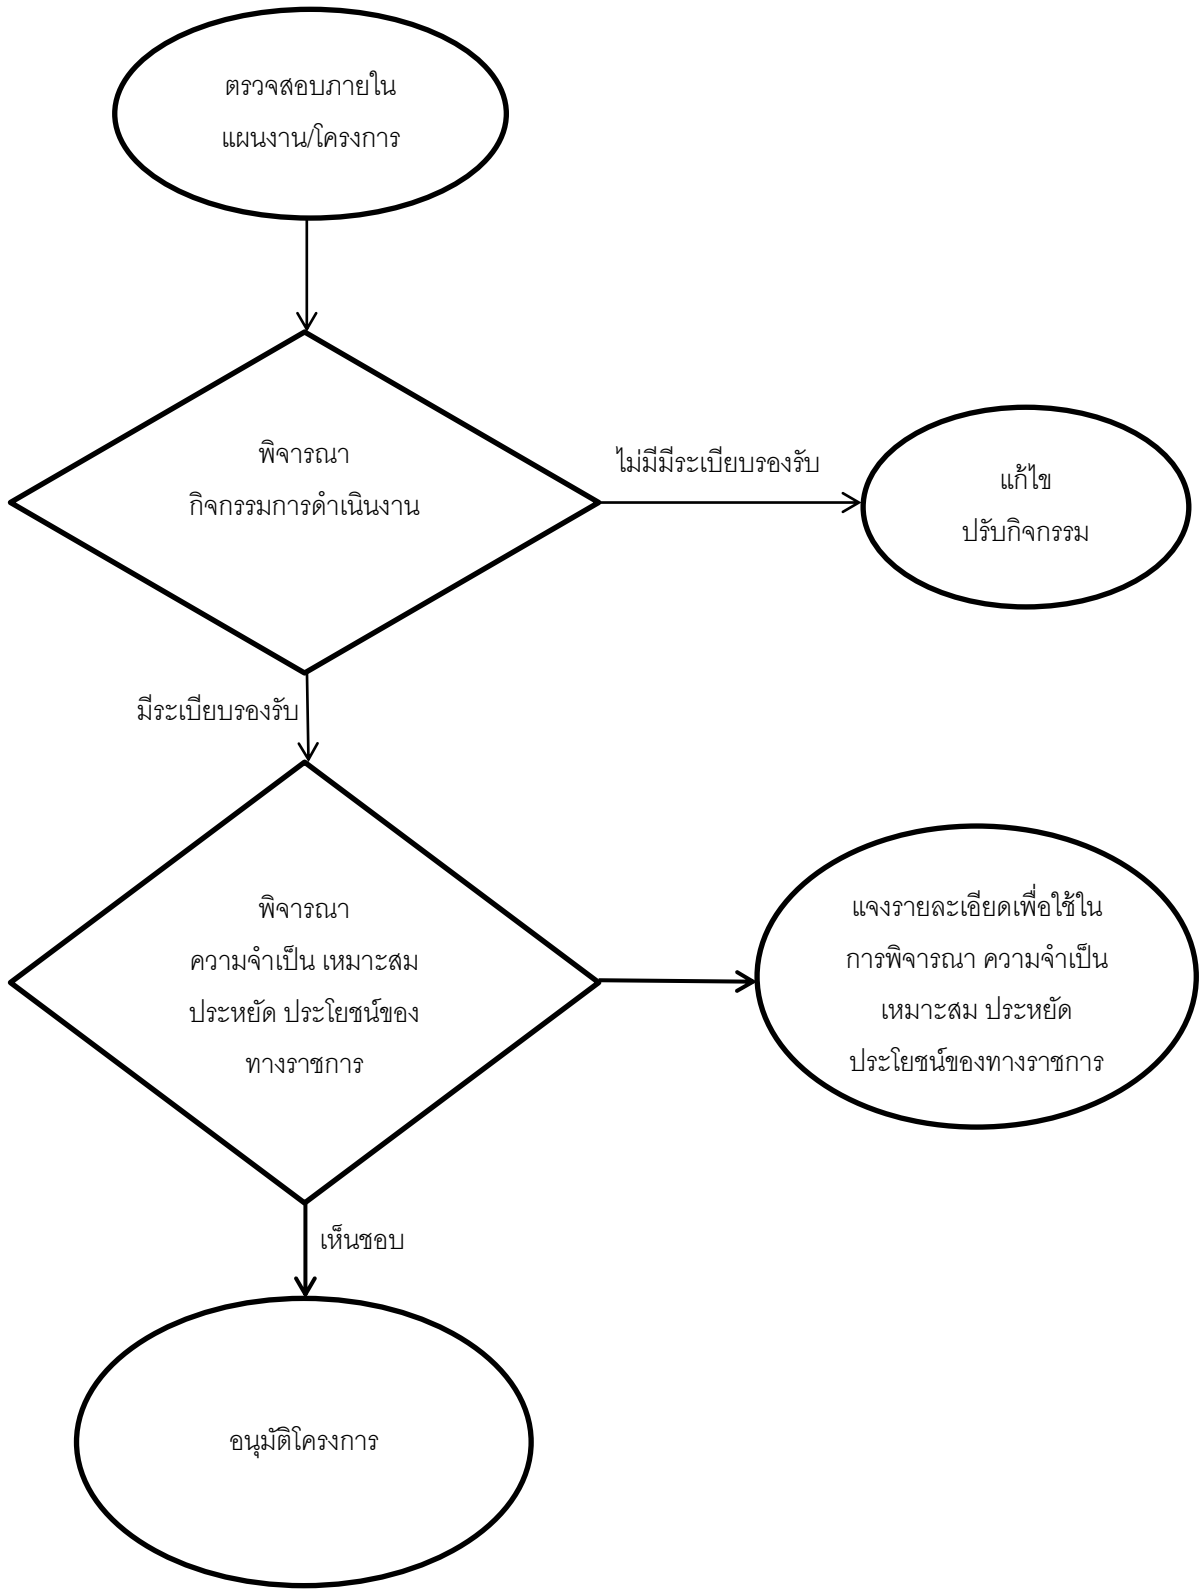 ตรวจสอบภายใน
แผนงาน/โครงการ
พิจารณา
กิจกรรมการดำเนินงาน
ไม่มีมีระเบียบรองรับ
แก้ไข
ปรับกิจกรรม
มีระเบียบรองรับ
พิจารณา
ความจำเป็น เหมาะสม
ประหยัด ประโยชน์ของ
ทางราชการ
แจงรายละเอียดเพื่อใช้ใน
การพิจารณา ความจำเป็น
เหมาะสม ประหยัด
ประโยชน์ของทางราชการ
เห็นชอบ
อนุมัติโครงการ